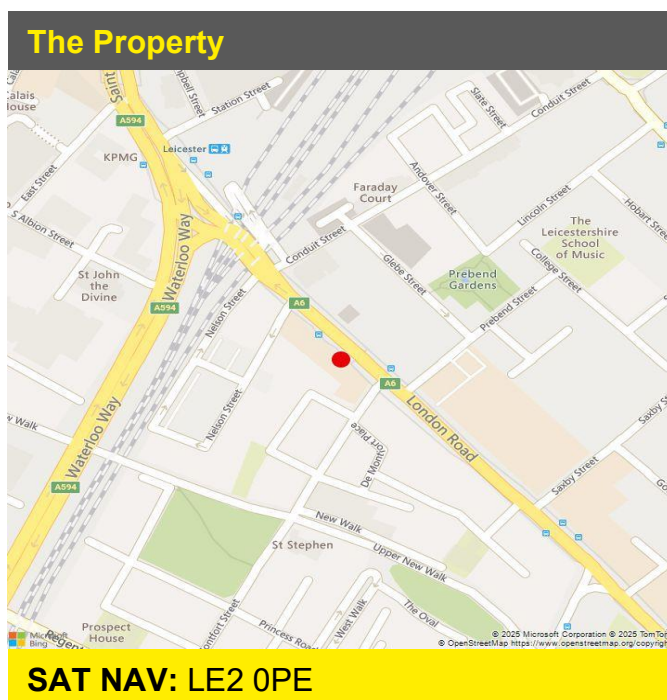 The Property
Calais
House
Campbell Street
Station Street
Saint
A594
KPMG
Leicester
East Street
S Albion Street
Waterloo Way
St John
the
Divine
A594
Conduit Street
Slate Street
Andover Street
Faraday
Court
Lincoln Street
Hobart Street
The
Leicestershire
School
of Music
College Street
Conduit Street
Glebe Street
Prebend
Gardens
Prebend Street
Nelson Street
A6
A6
London Road
Saxby Street
Saxby Street
Nelson Street
De Montfort Place
New Walk
Waterloo Way
A594
New Walk
St Stephen
Upper New Walk
The Oval
West Walk
Princess Road
Prospect
House
Microsoft
Bing
© 2025 Microsoft Corporation © 2025 TomTom
© OpenStreetMap https://www.openstreetmap.org/copyright
SAT NAV: LE2 0PE